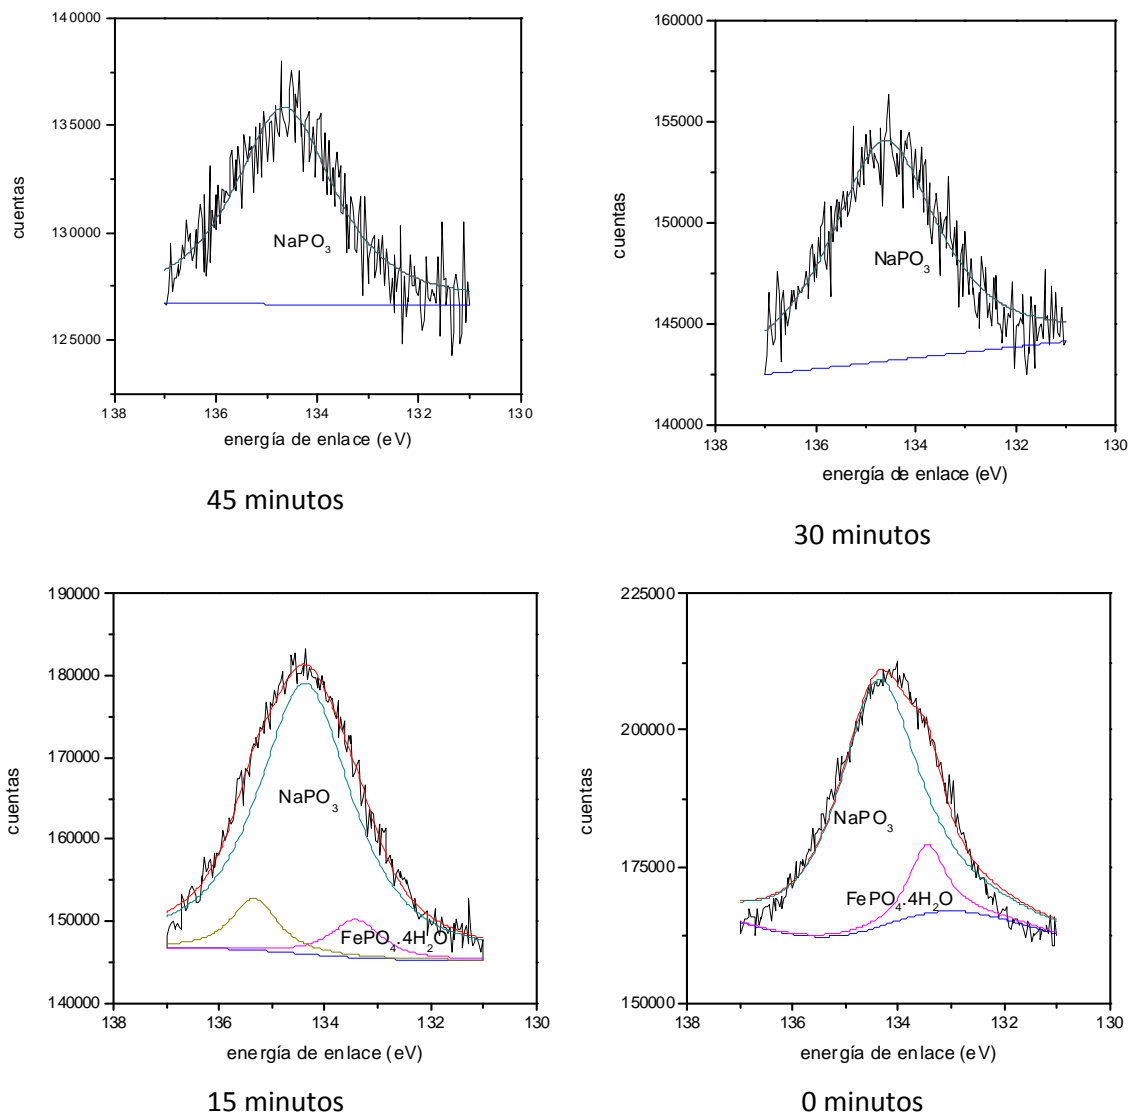 140000
135000
130000
125000
cuentas
NaPO3
138 136 134 132 130
energía de enlace (eV)
45 minutos
160000
155000
150000
145000
140000
cuentas
NaPO3
138 136 134 132 130
energía de enlace (eV)
30 minutos
190000
180000
170000
160000
150000
140000
cuentas
NaPO3
FePO4.4H2O
138 136 134 132 130
energía de enlace (eV)
15 minutos
225000
200000
175000
150000
cuentas
NaPO3
FePO4.4H2O
138 136 134 132 130
energía de enlace (eV)
0 minutos